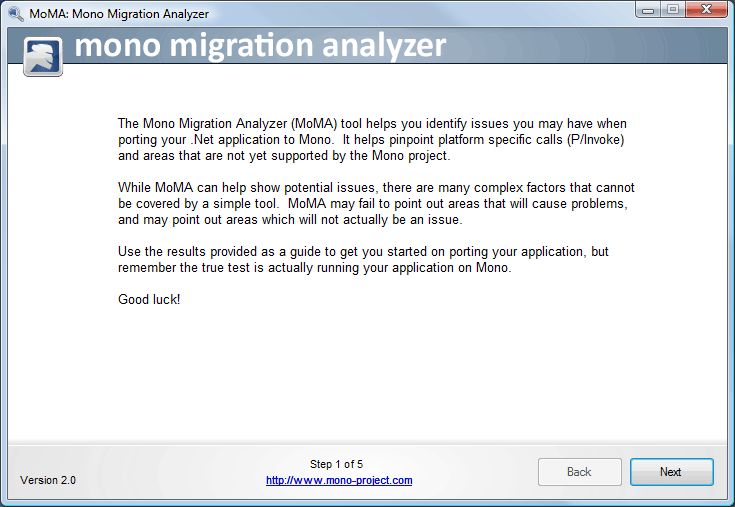 MoMA: Mono Migration Analyzer
mono migration analyzer
The Mono Migration Analyzer (MoMA) tool helps you identify issues you may have when
porting your .Net application to Mono.  It helps pinpoint platform specific calls (P/Invoke)
and areas that are not yet supported by the Mono project.
While MoMA can help show potential issues, there are many complex factors that cannot
be covered by a simple tool.  MoMA may fail to point out areas that will cause problems,
and may point out areas which will not actually be an issue.
Use the results provided as a guide to get you started on porting your application, but
remember the true test is actually running your application on Mono.
Good luck!
Version 2.0
Step 1 of 5
http://www.mono-project.com
Back
Next